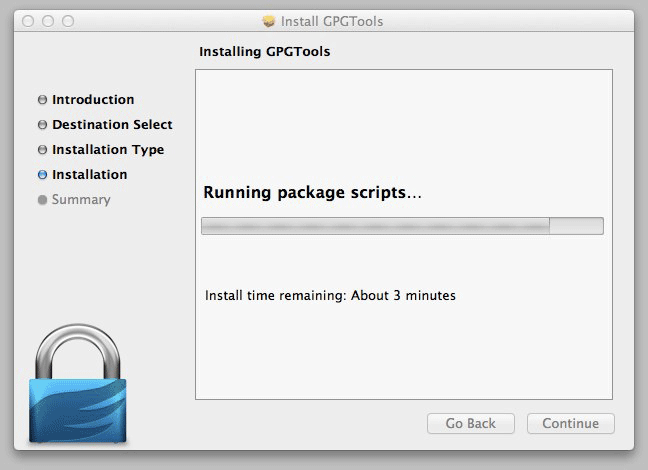 Install GPGTools
Installing GPGTools
Introduction
Destination Select
Installation Type
Installation
Summary
Running package scripts...
Install time remaining: About 3 minutes
Go Back
Continue